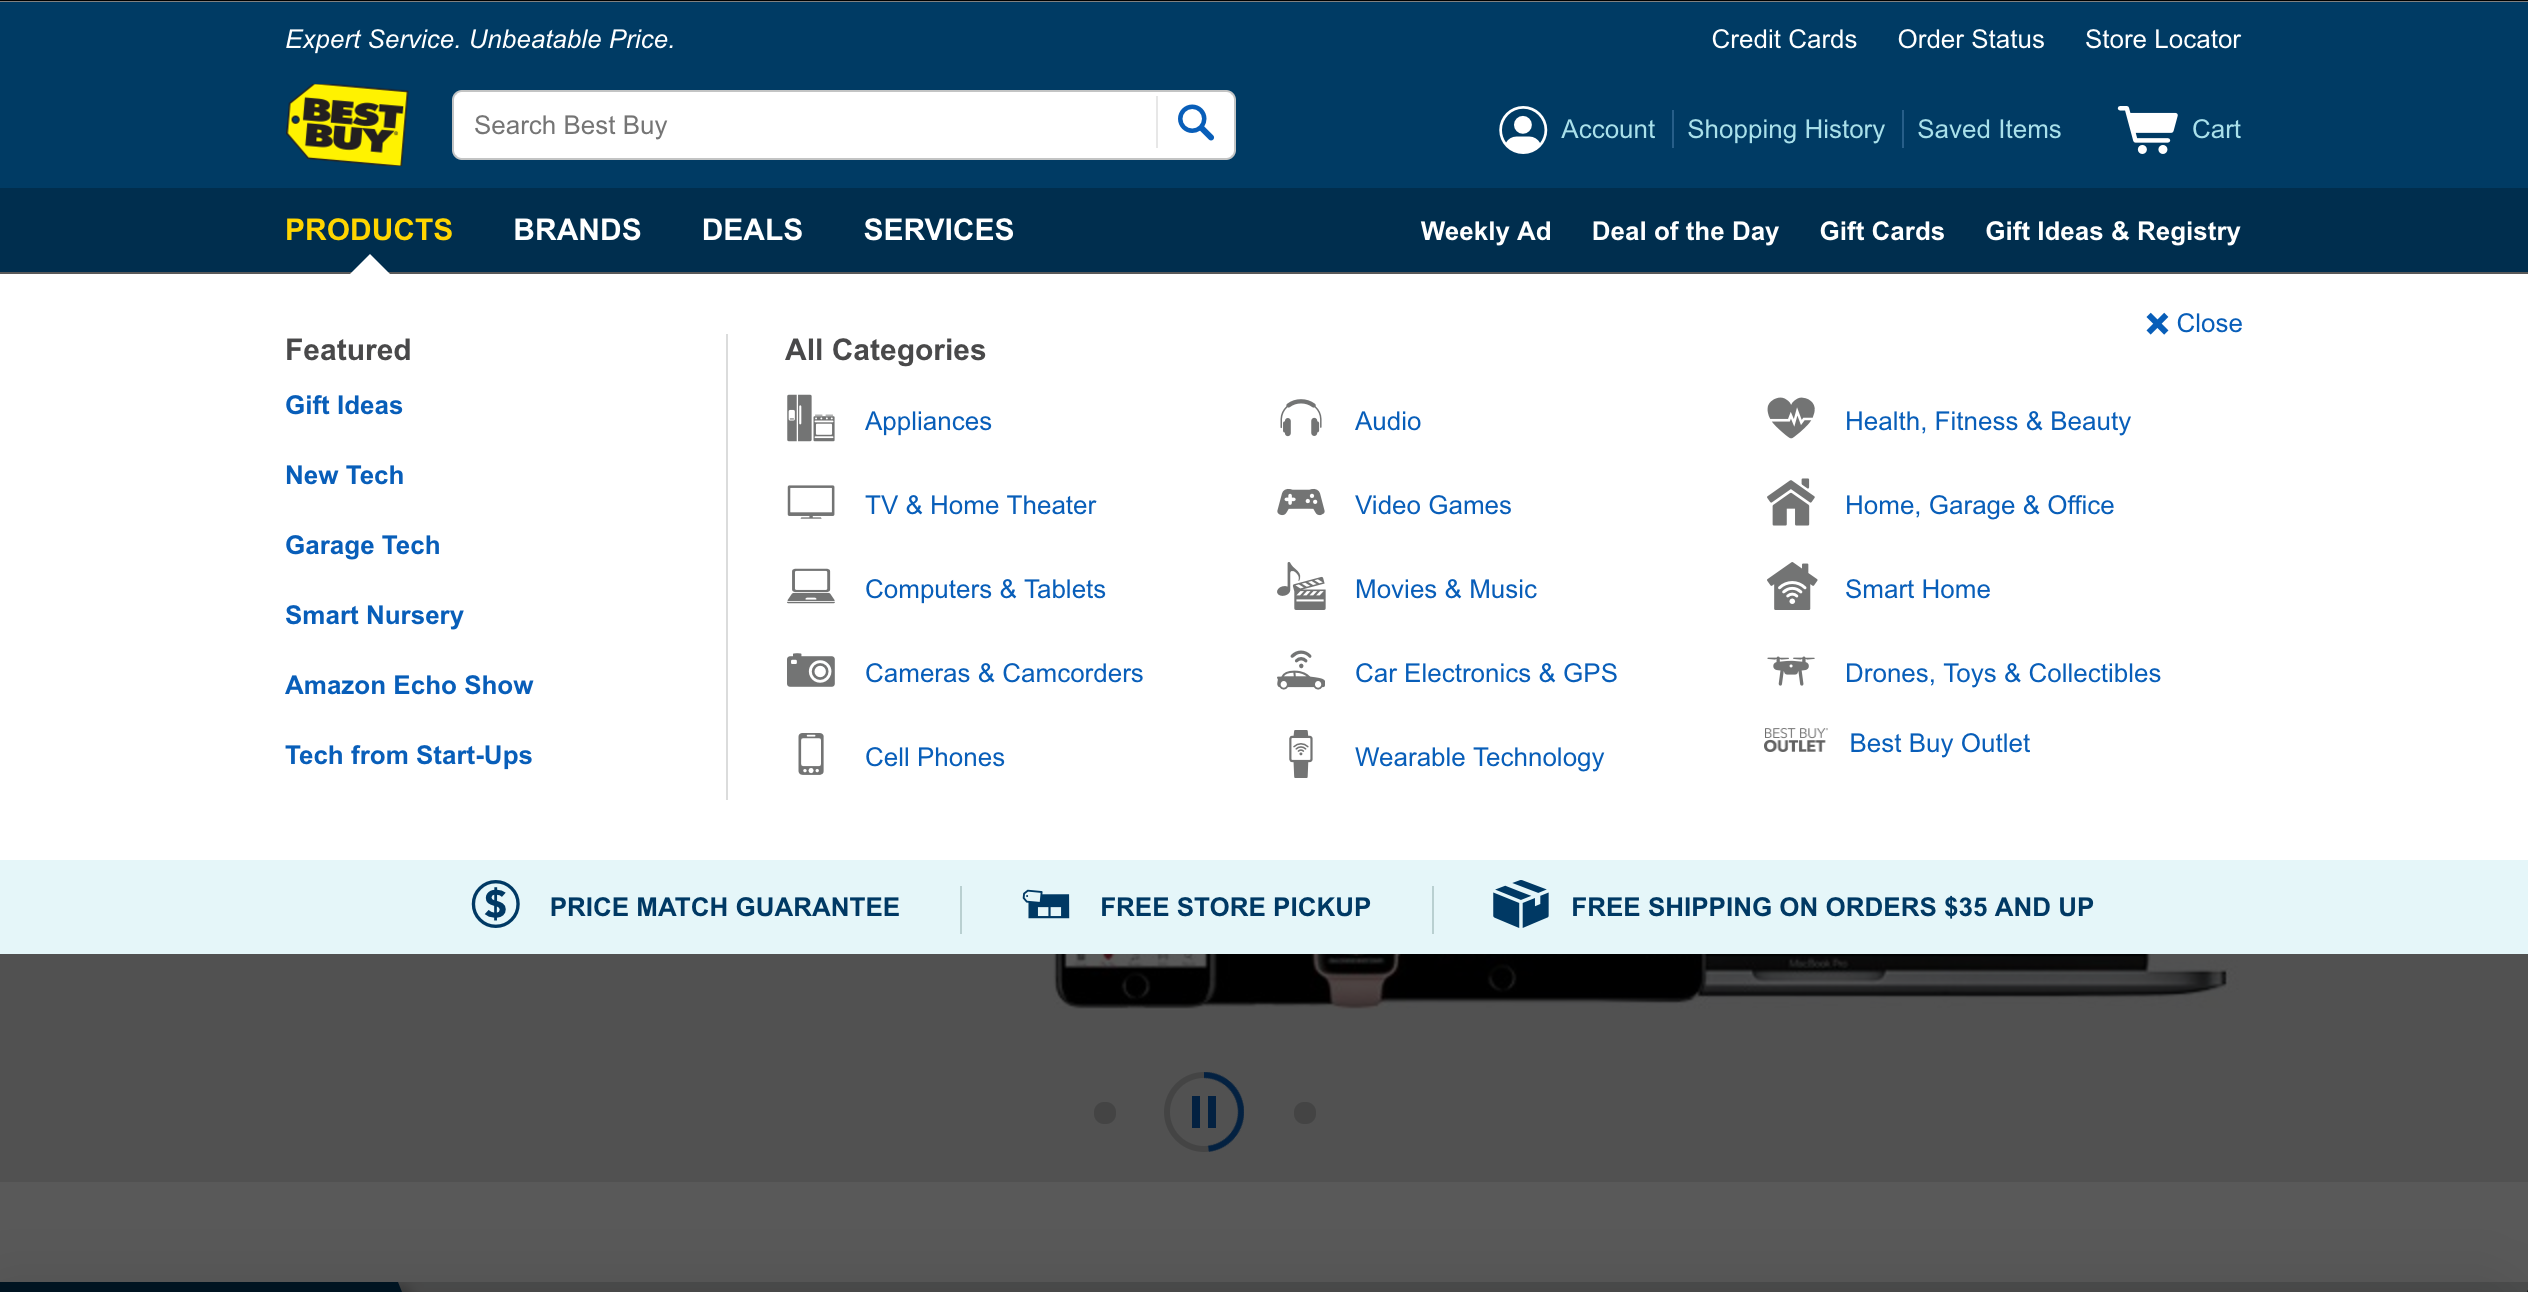 Expert Service. Unbeatable Price.
Credit Cards
Order Status
Store Locator
BEST
BUY
Search Best Buy
Account
Shopping History
Saved Items
Cart
PRODUCTS
BRANDS
DEALS
SERVICES
Weekly Ad
Deal of the Day
Gift Cards
Gift Ideas & Registry
Close
Featured
Gift Ideas
New Tech
Garage Tech
Smart Nursery
Amazon Echo Show
Tech from Start-Ups
All Categories
Appliances
TV & Home Theater
Computers & Tablets
Cameras & Camcorders
Cell Phones
Audio
Video Games
Movies & Music
Car Electronics & GPS
Wearable Technology
Health, Fitness & Beauty
Home, Garage & Office
Smart Home
Drones, Toys & Collectibles
BEST BUY
OUTLET
Best Buy Outlet
PRICE MATCH GUARANTEE
FREE STORE PICKUP
FREE SHIPPING ON ORDERS $35 AND UP
MacBook Pro